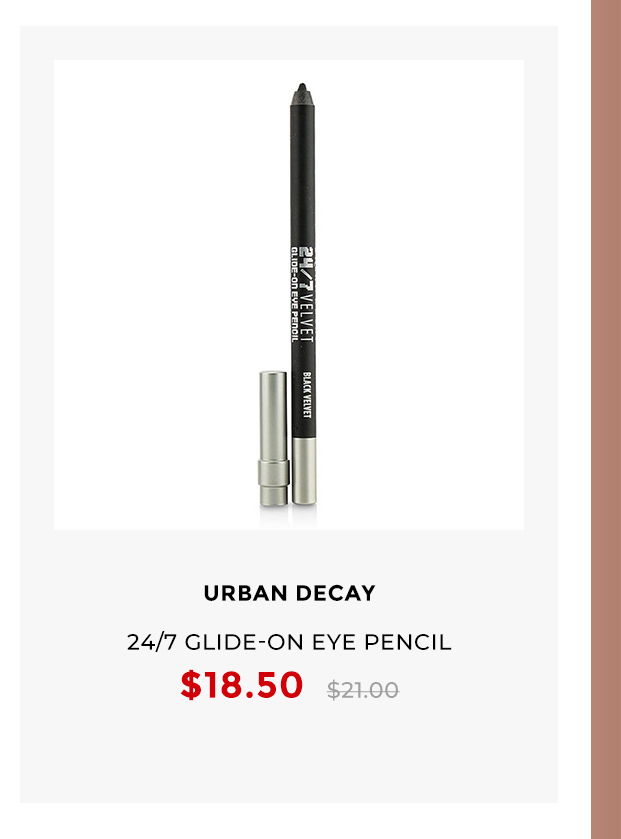 24/7 VELVET
GLIDE-ON EYE PENCIL
BLACK VELVET
URBAN DECAY
24/7 GLIDE-ON EYE PENCIL
$18.50 $21.00